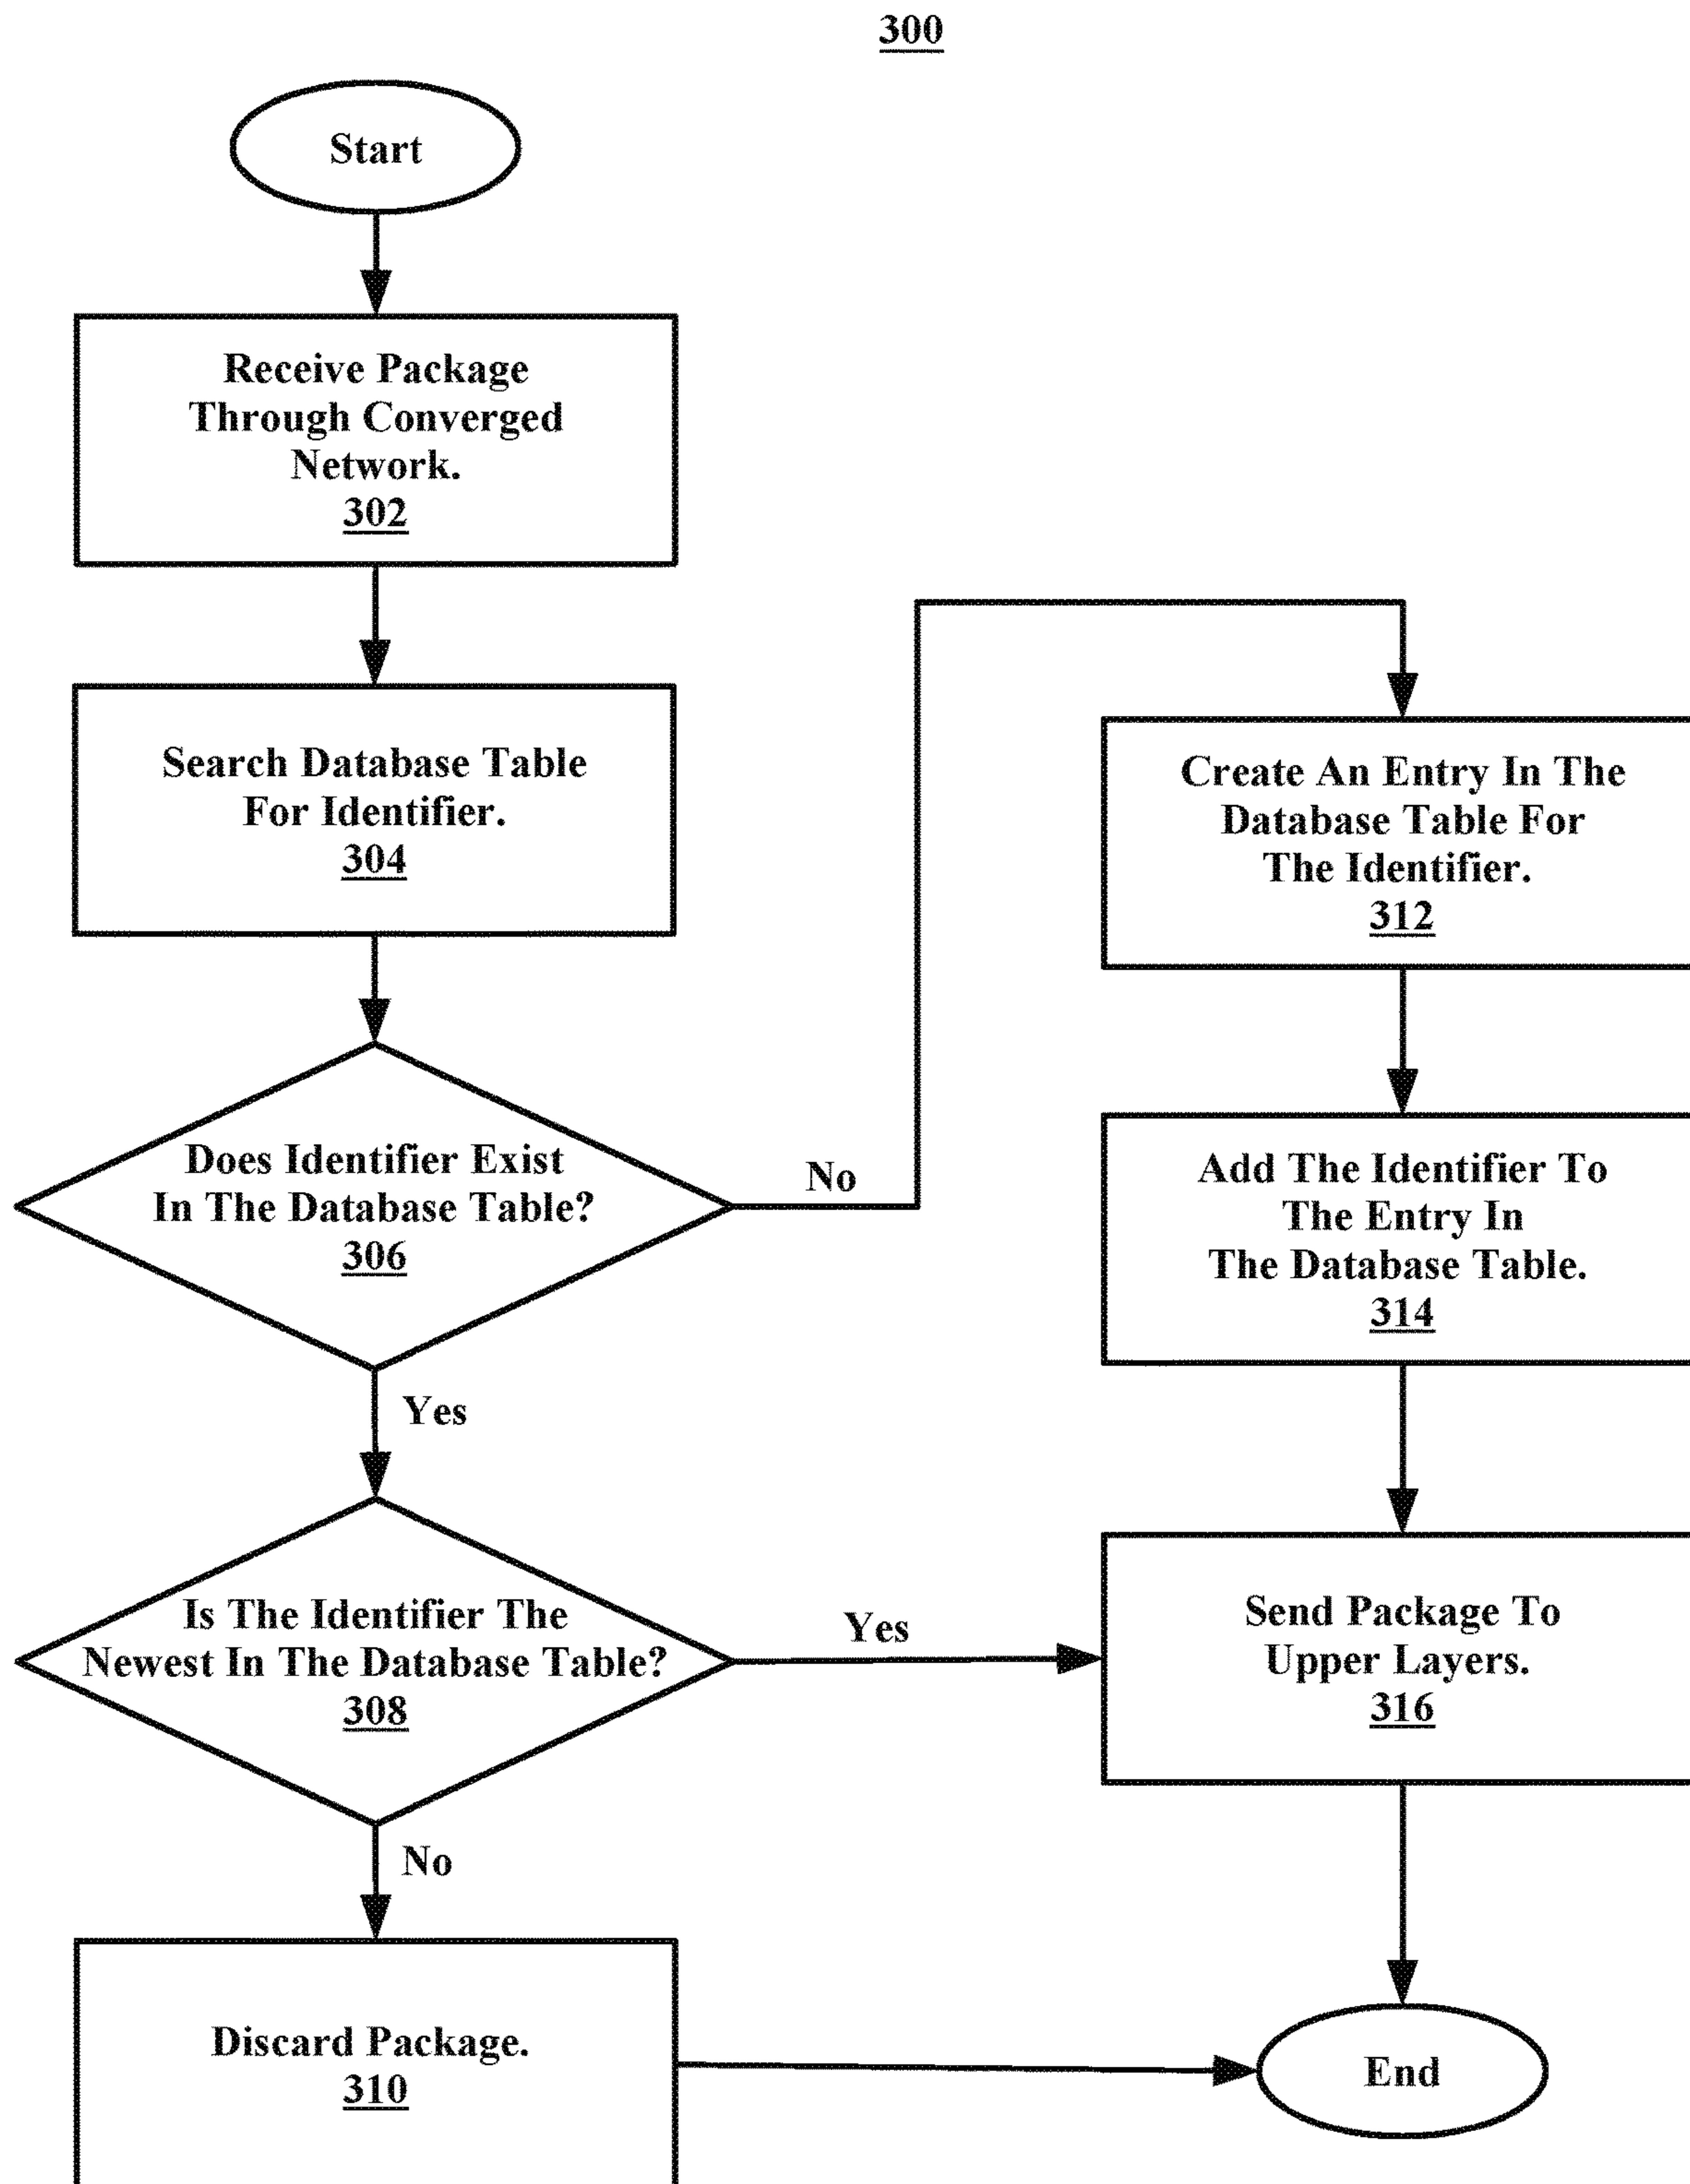 300
Start
Receive Package
Through Converged
Network.
302
Search Database Table
For Identifier.
304
Does Identifier Exist
In The Database Table?
306
No
Yes
Is The Identifier The
Newest In The Database Table?
308
Yes
No
Discard Package.
310
Create An Entry In The
Database Table For
The Identifier.
312
Add The Identifier To
The Entry In
The Database Table.
314
Send Package To
Upper Layers.
316
End